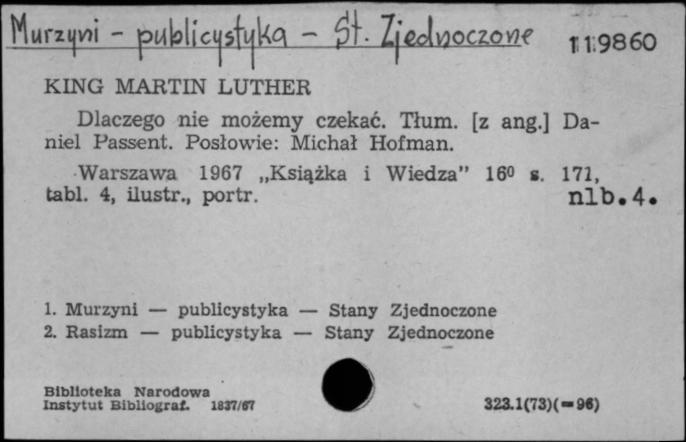 Murzyni - publicystyka - St. Zjednoczone 119860
KING MARTIN LUTHER
Dlaczego nie możemy czekać. Tłum. [z ang.] Da-
niel Passent. Posłowie: Michał Hofman.
Warszawa 1967 „Książka i Wiedza” 16⁰ s. 171,
tabl. 4, ilustr., portr. nlb.4.
1. Murzyni — publicystyka — Stany Zjednoczone
2. Rasizm — publicystyka — Stany Zjednoczone
Biblioteka Narodowa
Instytut Bibliograf. 1837/67 323.1(73)(=96)